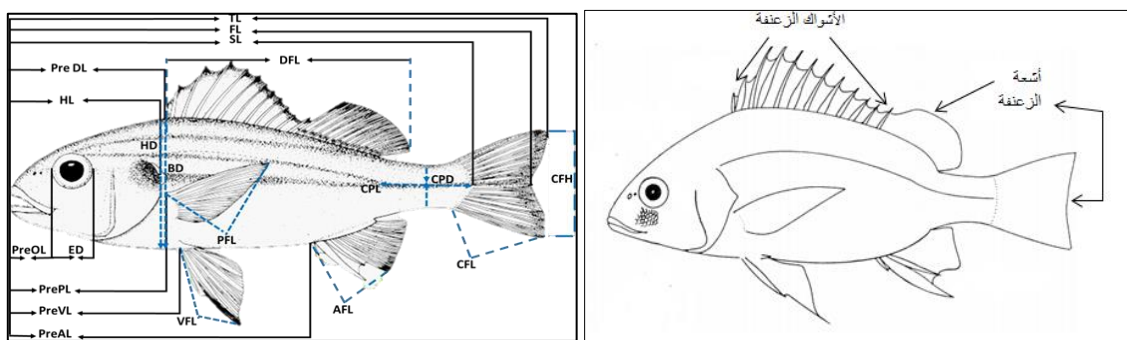 TL
FL
SL
DFL
Pre DL
HL
HD
BD
CPL
CPD
CFH
PFL
PreOL
ED
CFL
PrePL
PreVL
VFL
AFL
PreAL
الأشواك الزعنفة
أشعة
الزعنفة